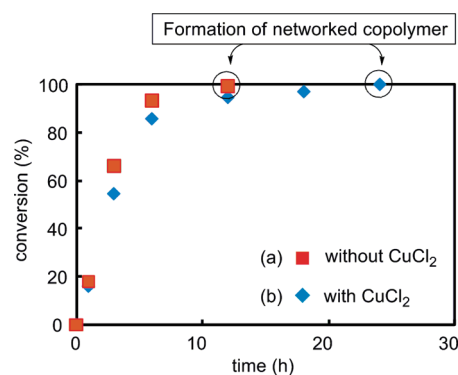 Formation of networked copolymer
conversion (%)
100
80
60
40
20
0
(a) without CuCl₂
(b) with CuCl₂
0 10 20 30
time (h)